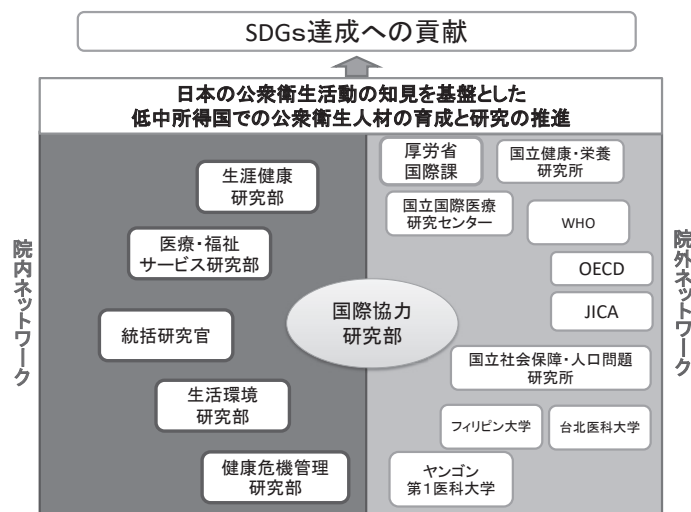 SDGs達成への貢献
日本の公衆衛生活動の知見を基盤とした
低中所得国での公衆衛生人材の育成と研究の推進
院内ネットワーク
生涯健康
研究部
医療・福祉
サービス研究部
統括研究官
生活環境
研究部
健康危機管理
研究部
国際協力
研究部
厚労省
国際課
国立健康・栄養
研究所
国立国際医療
研究センター
WHO
OECD
JICA
国立社会保障・人口問題
研究所
フィリピン大学
台北医科大学
ヤンゴン
第1医科大学
院外ネットワーク